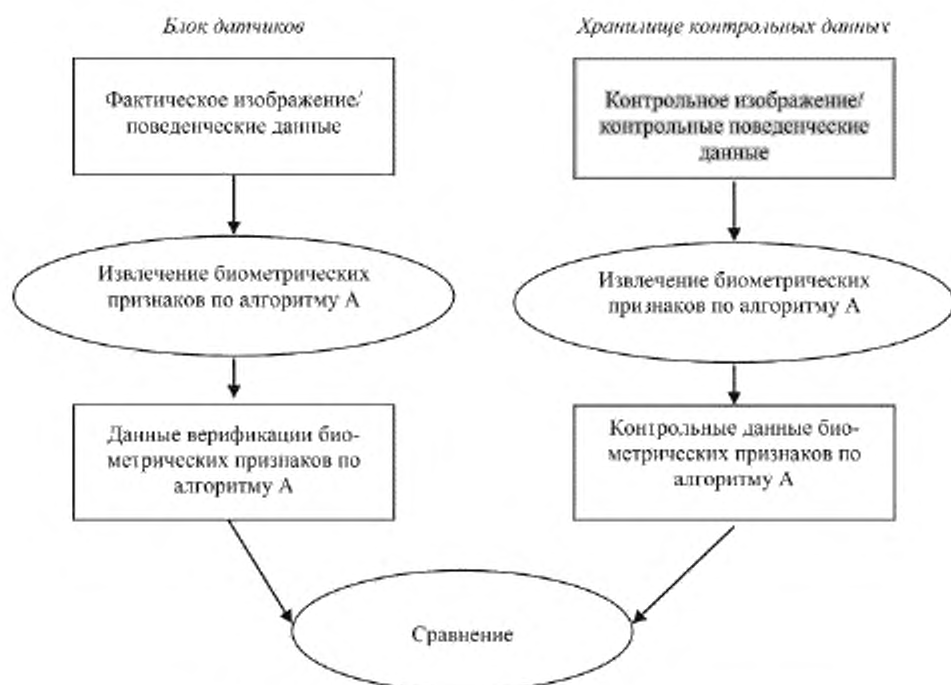 Блок датчиков
Фактическое изображение/
поведенческие данные
Извлечение биометрических
признаков по алгоритму А
Данные верификации био-
метрических признаков по
алгоритму А
Хранилище контрольных данных
Контрольное изображение/
контрольные поведенческие
данные
Извлечение биометрических
признаков по алгоритму А
Контрольные данные био-
метрических признаков по
алгоритму А
Сравнение